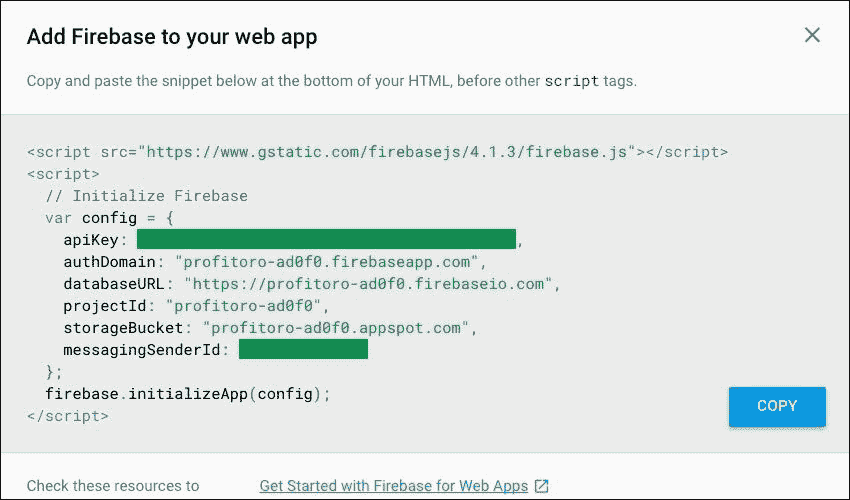 Add Firebase to your web app
Copy and paste the snippet below at the bottom of your HTML, before other script tags.
<script src="https://www.gstatic.com/firebasejs/4.1.3/firebase.js"></script>
<script>
// Initialize Firebase
var config = {
apiKey: ,
authDomain: "profitoro-ad0f0.firebaseapp.com",
databaseURL: "https://profitoro-ad0f0.firebaseio.com",
projectId: "profitoro-ad0f0",
storageBucket: "profitoro-ad0f0.appspot.com",
messagingSenderId:
};
firebase.initializeApp(config);
</script>
COPY
Check these resources to Get Started with Firebase for Web Apps